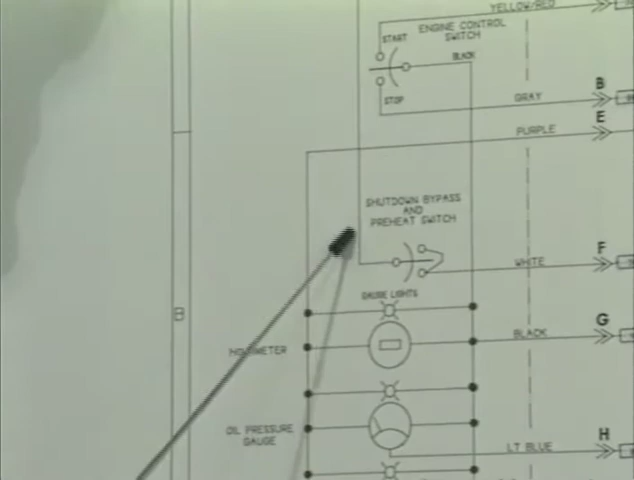 YELLOW/RED
ENGINE CONTROL
SWITCH
START
BLACK
STOP
GRAY
B
E
PURPLE
SHUTDOWN BYPASS
AND
PREHEAT SWITCH
F
WHITE
GAUGE LIGHTS
B
G
BLACK
OIL PRESSURE
GAUGE
H
LT BLUE